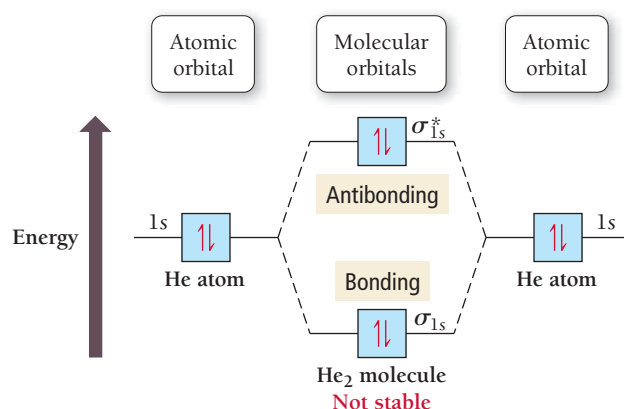 Atomic
orbital
Molecular
orbitals
Atomic
orbital
σ*1s
Antibonding
Energy
1s
He atom
1s
He atom
Bonding
σ1s
He2 molecule
Not stable